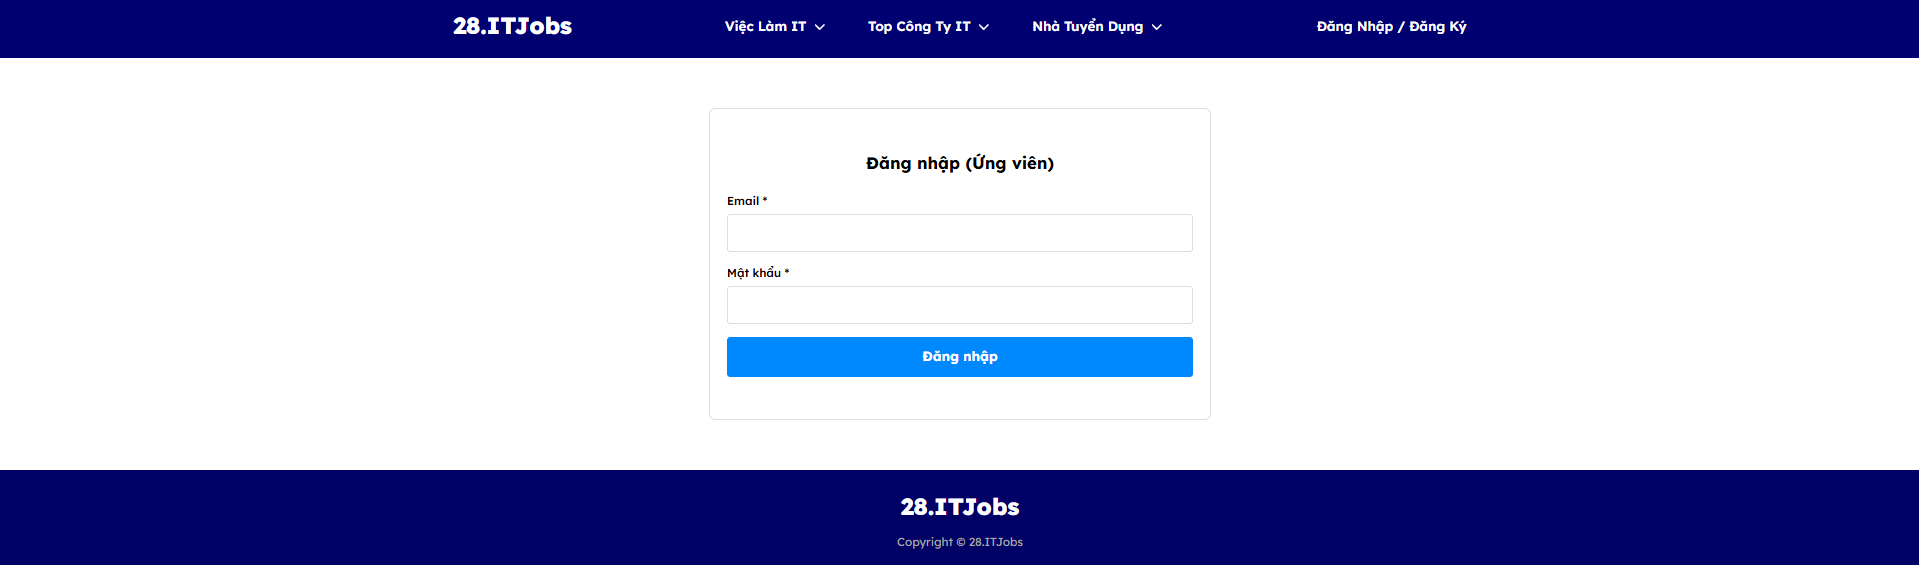 28.ITJobs Việc Làm IT Top Công Ty IT Nhà Tuyển Dụng Đăng Nhập / Đăng Ký
Đăng nhập (Ứng viên)
Email *
Mật khẩu *
Đăng nhập
28.ITJobs
Copyright © 28.ITJobs